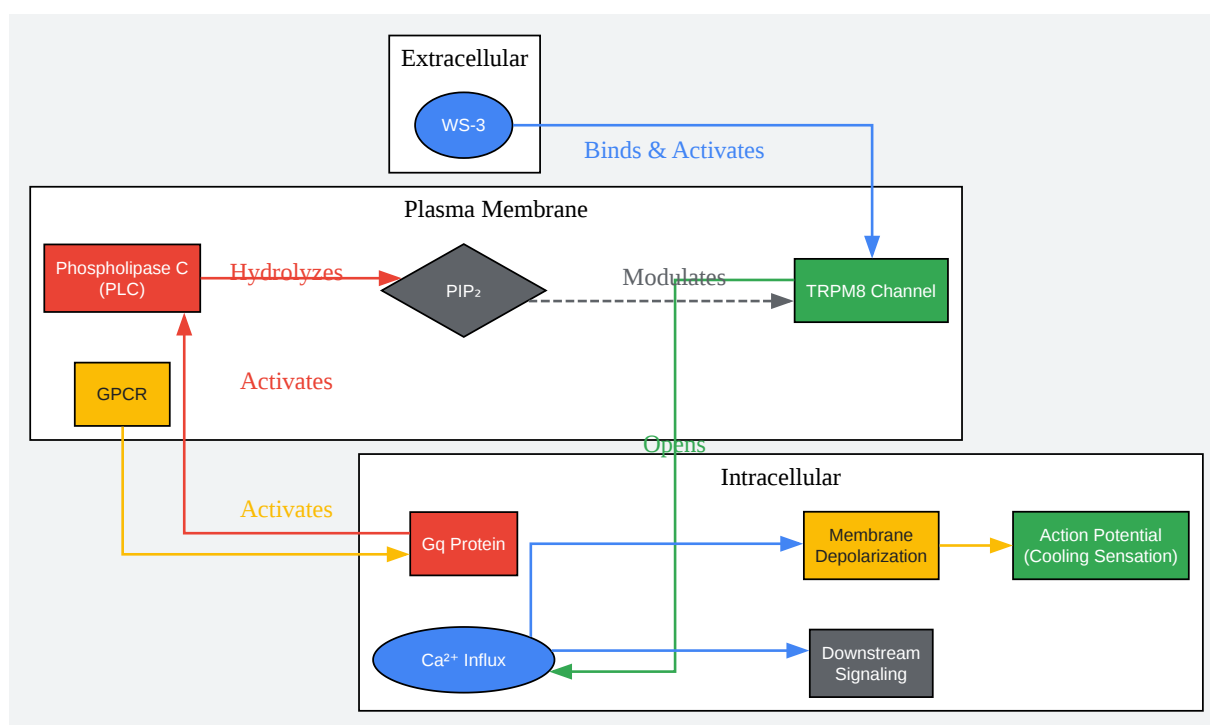 Extracellular
WS-3
Binds & Activates
Plasma Membrane
Phospholipase C
(PLC)
Hydrolyzes
PIP₂
Modulates
TRPM8 Channel
GPCR
Activates
Opens
Intracellular
Activates
Gq Protein
Membrane
Depolarization
Action Potential
(Cooling Sensation)
Ca²⁺ Influx
Downstream
Signaling